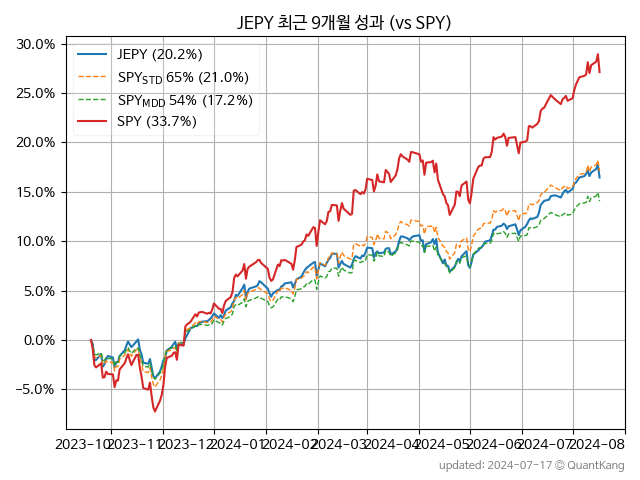 JEPY 최근 9개월 성과 (vs SPY)
30.0%
25.0%
20.0%
15.0%
10.0%
5.0%
0.0%
−5.0%
JEPY (20.2%)
SPY_STD 65% (21.0%)
SPY_MDD 54% (17.2%)
SPY (33.7%)
2023-10 2023-11 2023-12 2024-01 2024-02 2024-03 2024-04 2024-05 2024-06 2024-07 2024-08
updated: 2024-07-17 © QuantKang